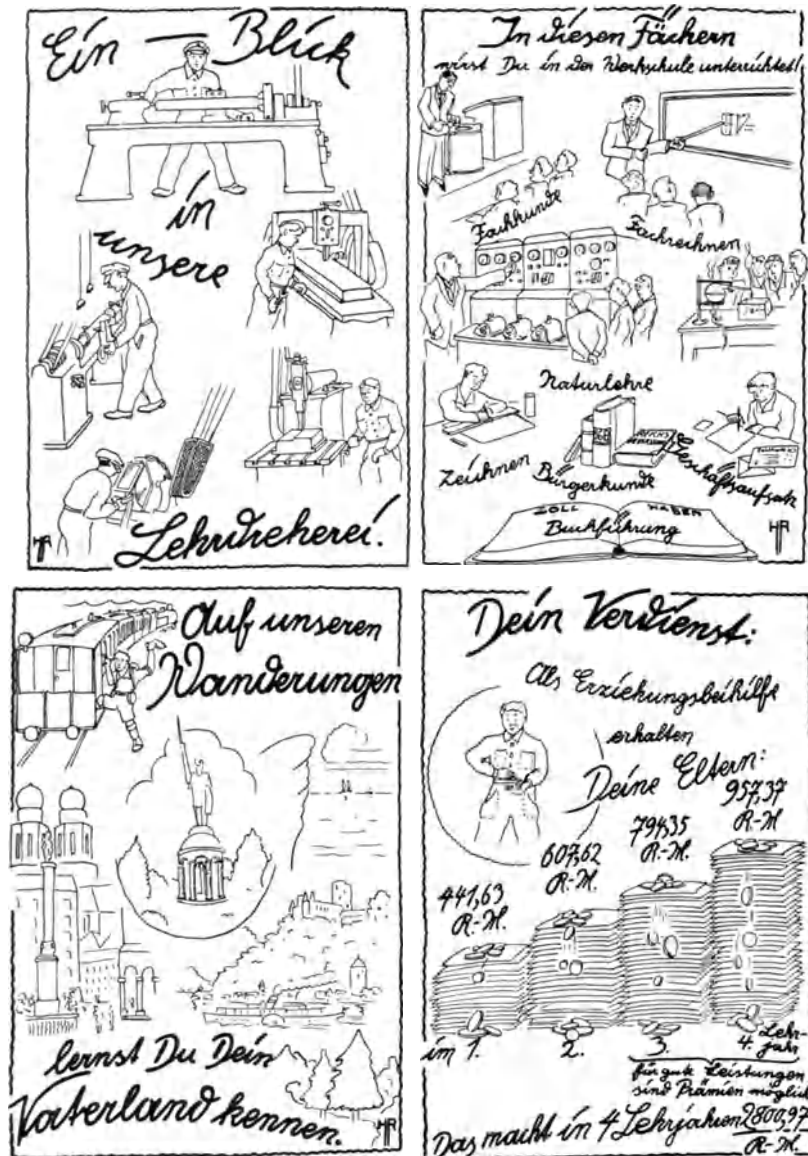 Ein — Blick
in
unsere
Lehrdreherei!
HR
In diesen Fächern
wirst Du in der Werkschule unterrichtet!
Fachkunde
Fachrechnen
Naturlehre
Zeichnen
Bürgerkunde
REICHS
Geschäftsaufsatz
SOLL HABEN
Buchführung
HR
Auf unseren
Wanderungen
lernst Du Dein
Vaterland kennen.
HR
Dein Verdienst:
Als Erziehungsbeihilfe
erhalten
Deine Eltern:
441,63 R.-M.
607,62 R.-M.
794,35 R.-M.
957,37 R.-M
im 1. 2. 3. 4. Lehr-
jahr
für gute Leistungen
sind Prämien möglich
Das macht in 4 Lehrjahren 2800,97
R.-M.